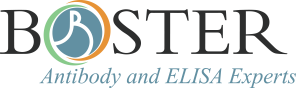 BOSTER
Antibody and ELISA Experts